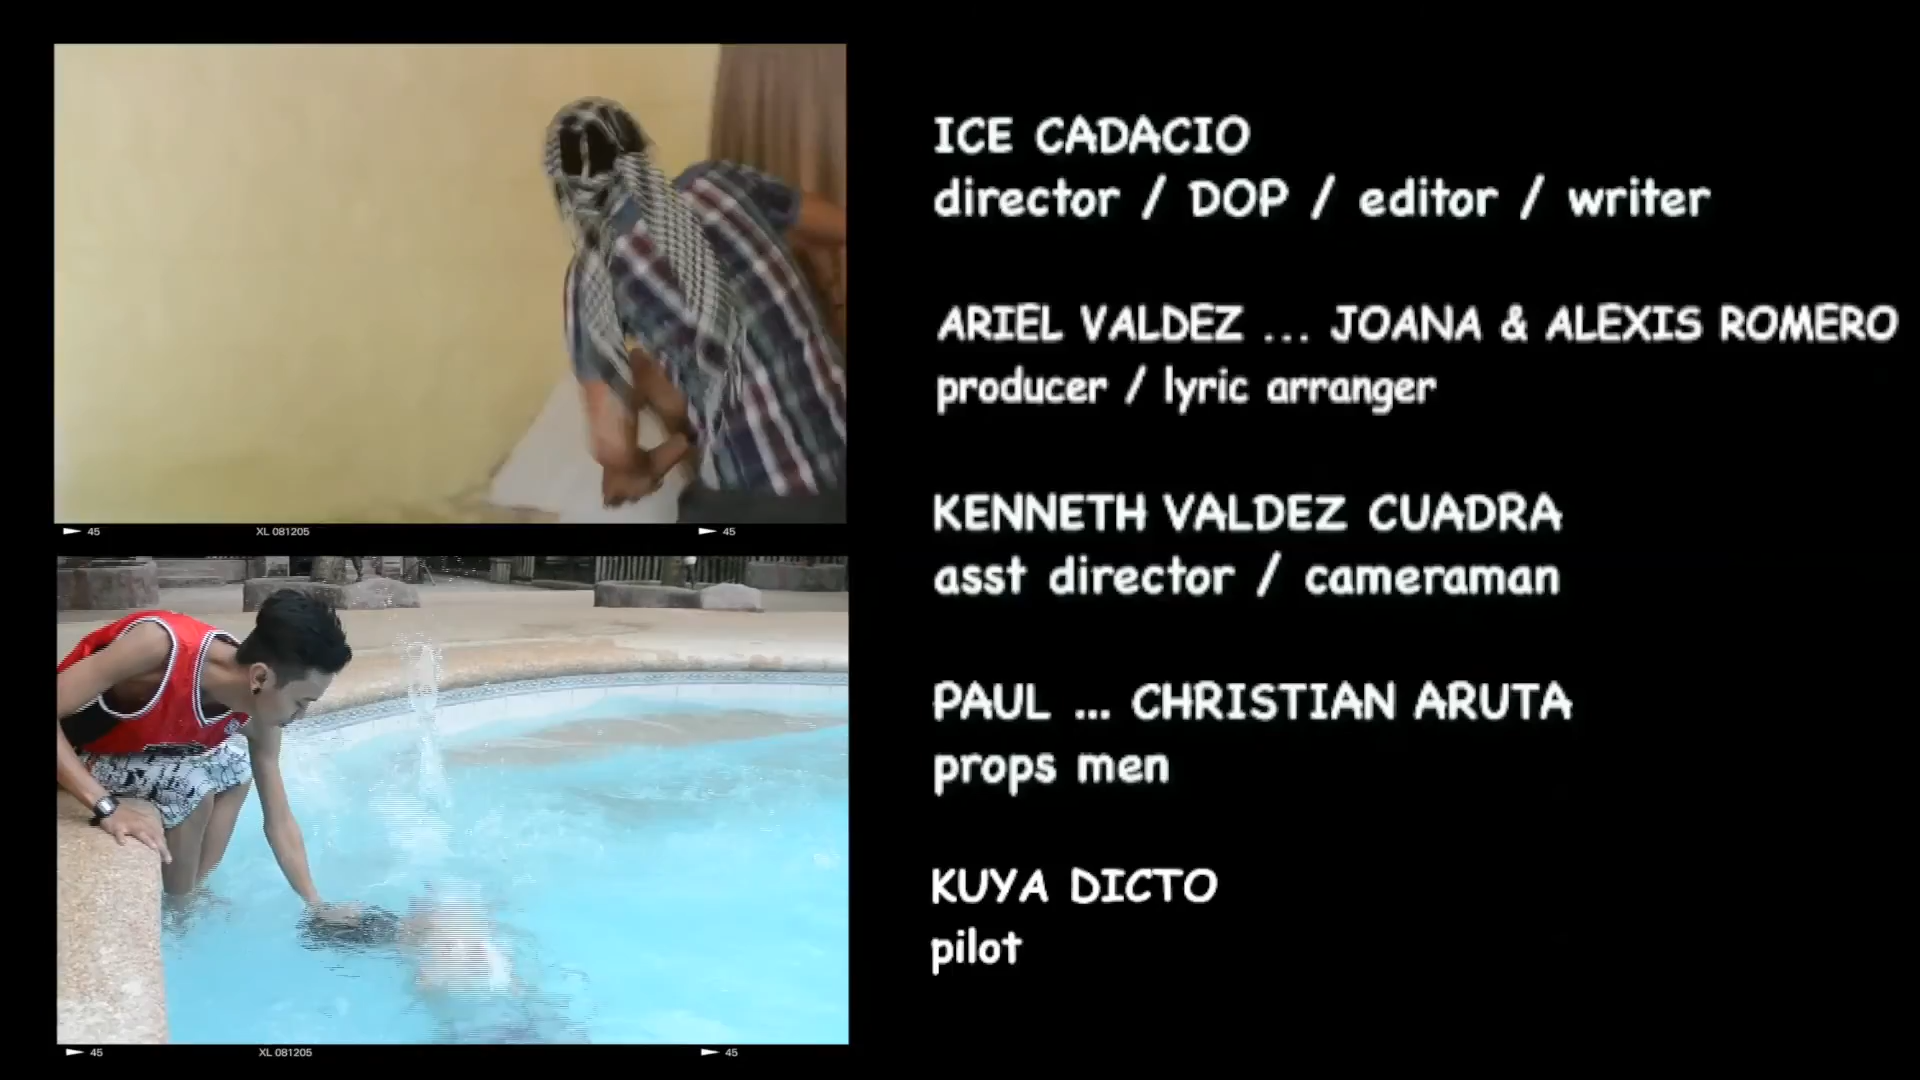 ICE CADACIO
director / DOP / editor / writer
ARIEL VALDEZ ... JOANA & ALEXIS ROMERO
producer / lyric arranger
KENNETH VALDEZ CUADRA
asst director / cameraman
PAUL ... CHRISTIAN ARUTA
props men
KUYA DICTO
pilot
45 XL 081205 45
45 XL 081205 45